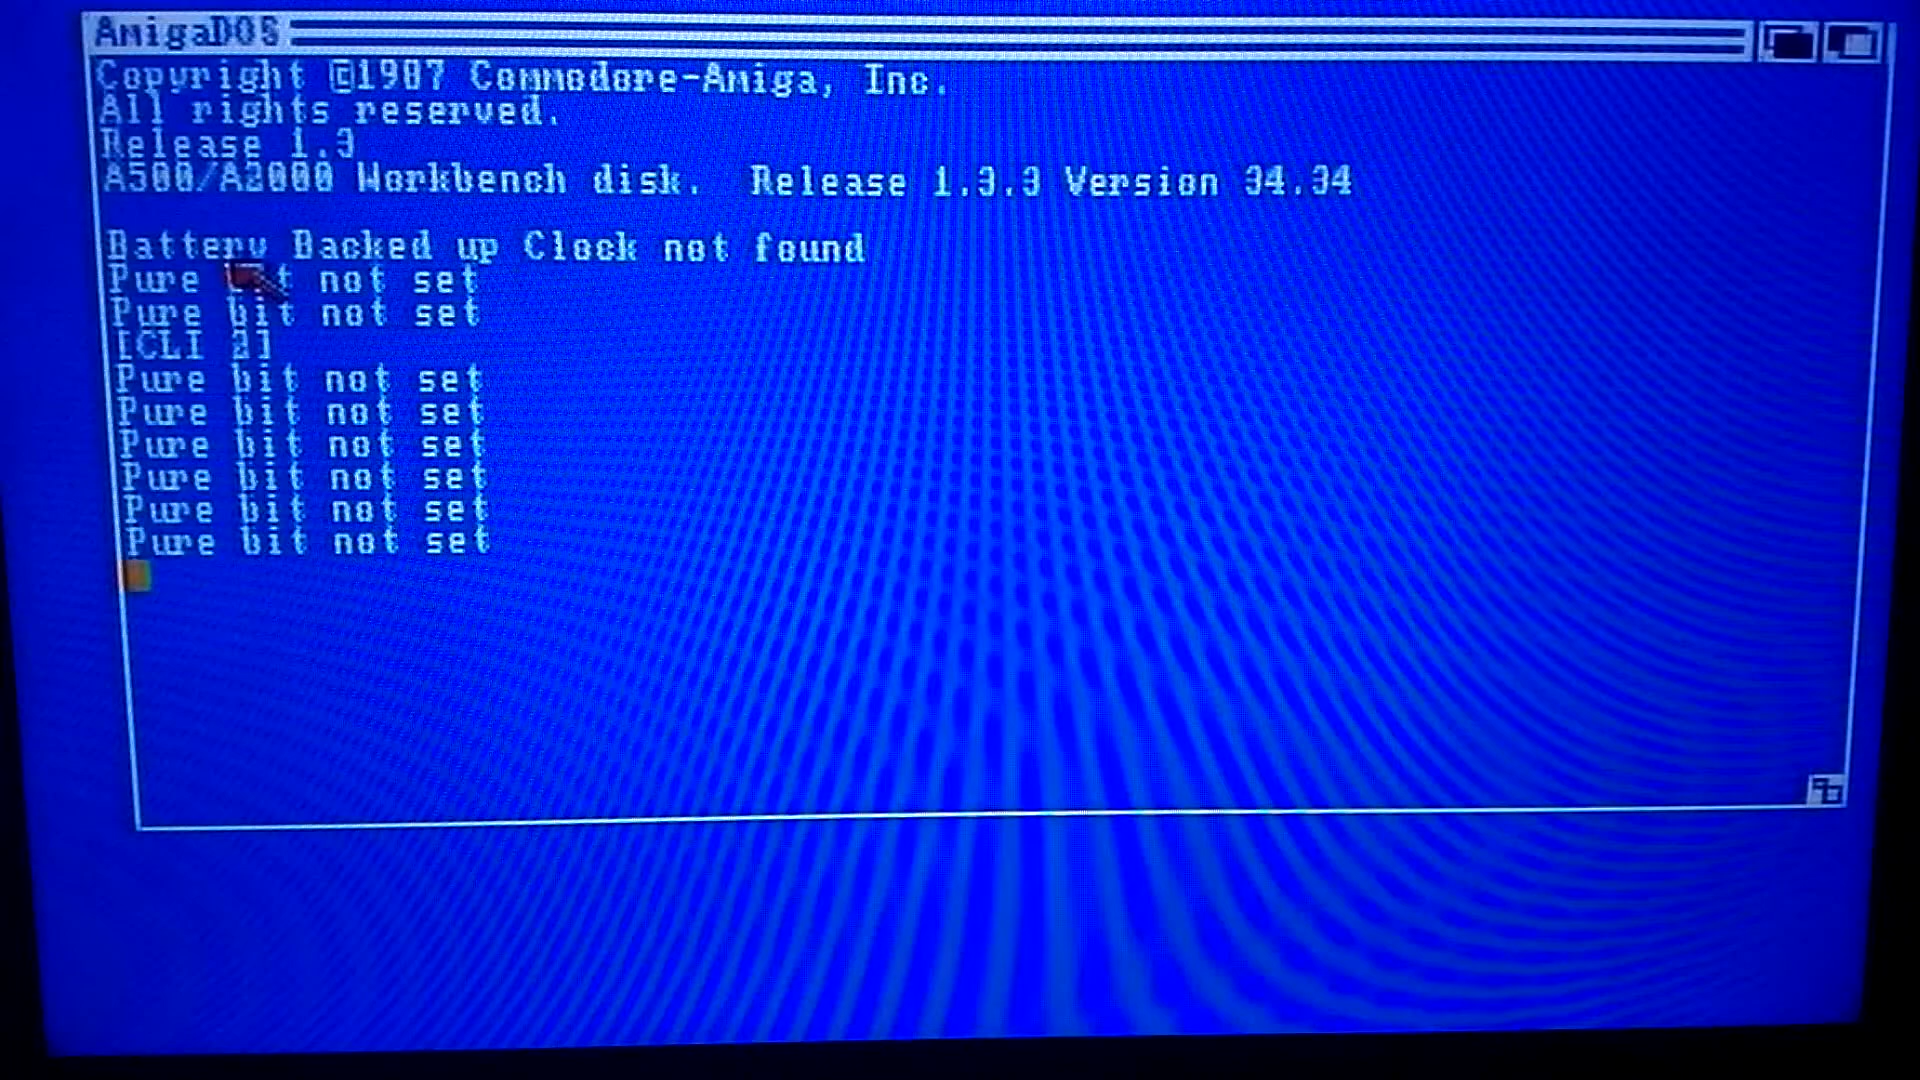 AmigaDOS
Copyright ©1987 Commodore-Amiga, Inc.
All rights reserved.
Release 1.3
A500/A2000 Workbench disk.  Release 1.3.3 Version 34.34
Battery Backed up Clock not found
Pure bit not set
Pure bit not set
[CLI 2]
Pure bit not set
Pure bit not set
Pure bit not set
Pure bit not set
Pure bit not set
Pure bit not set